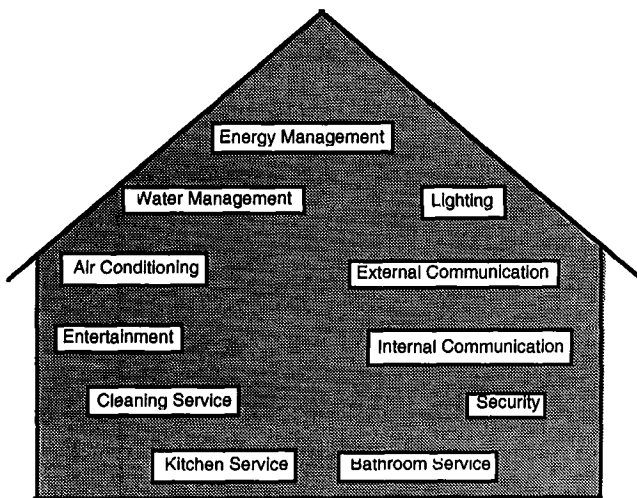 Energy Management
Water Management
Lighting
Air Conditioning
External Communication
Entertainment
Internal Communication
Cleaning Service
Security
Kitchen Service
Bathroom Service